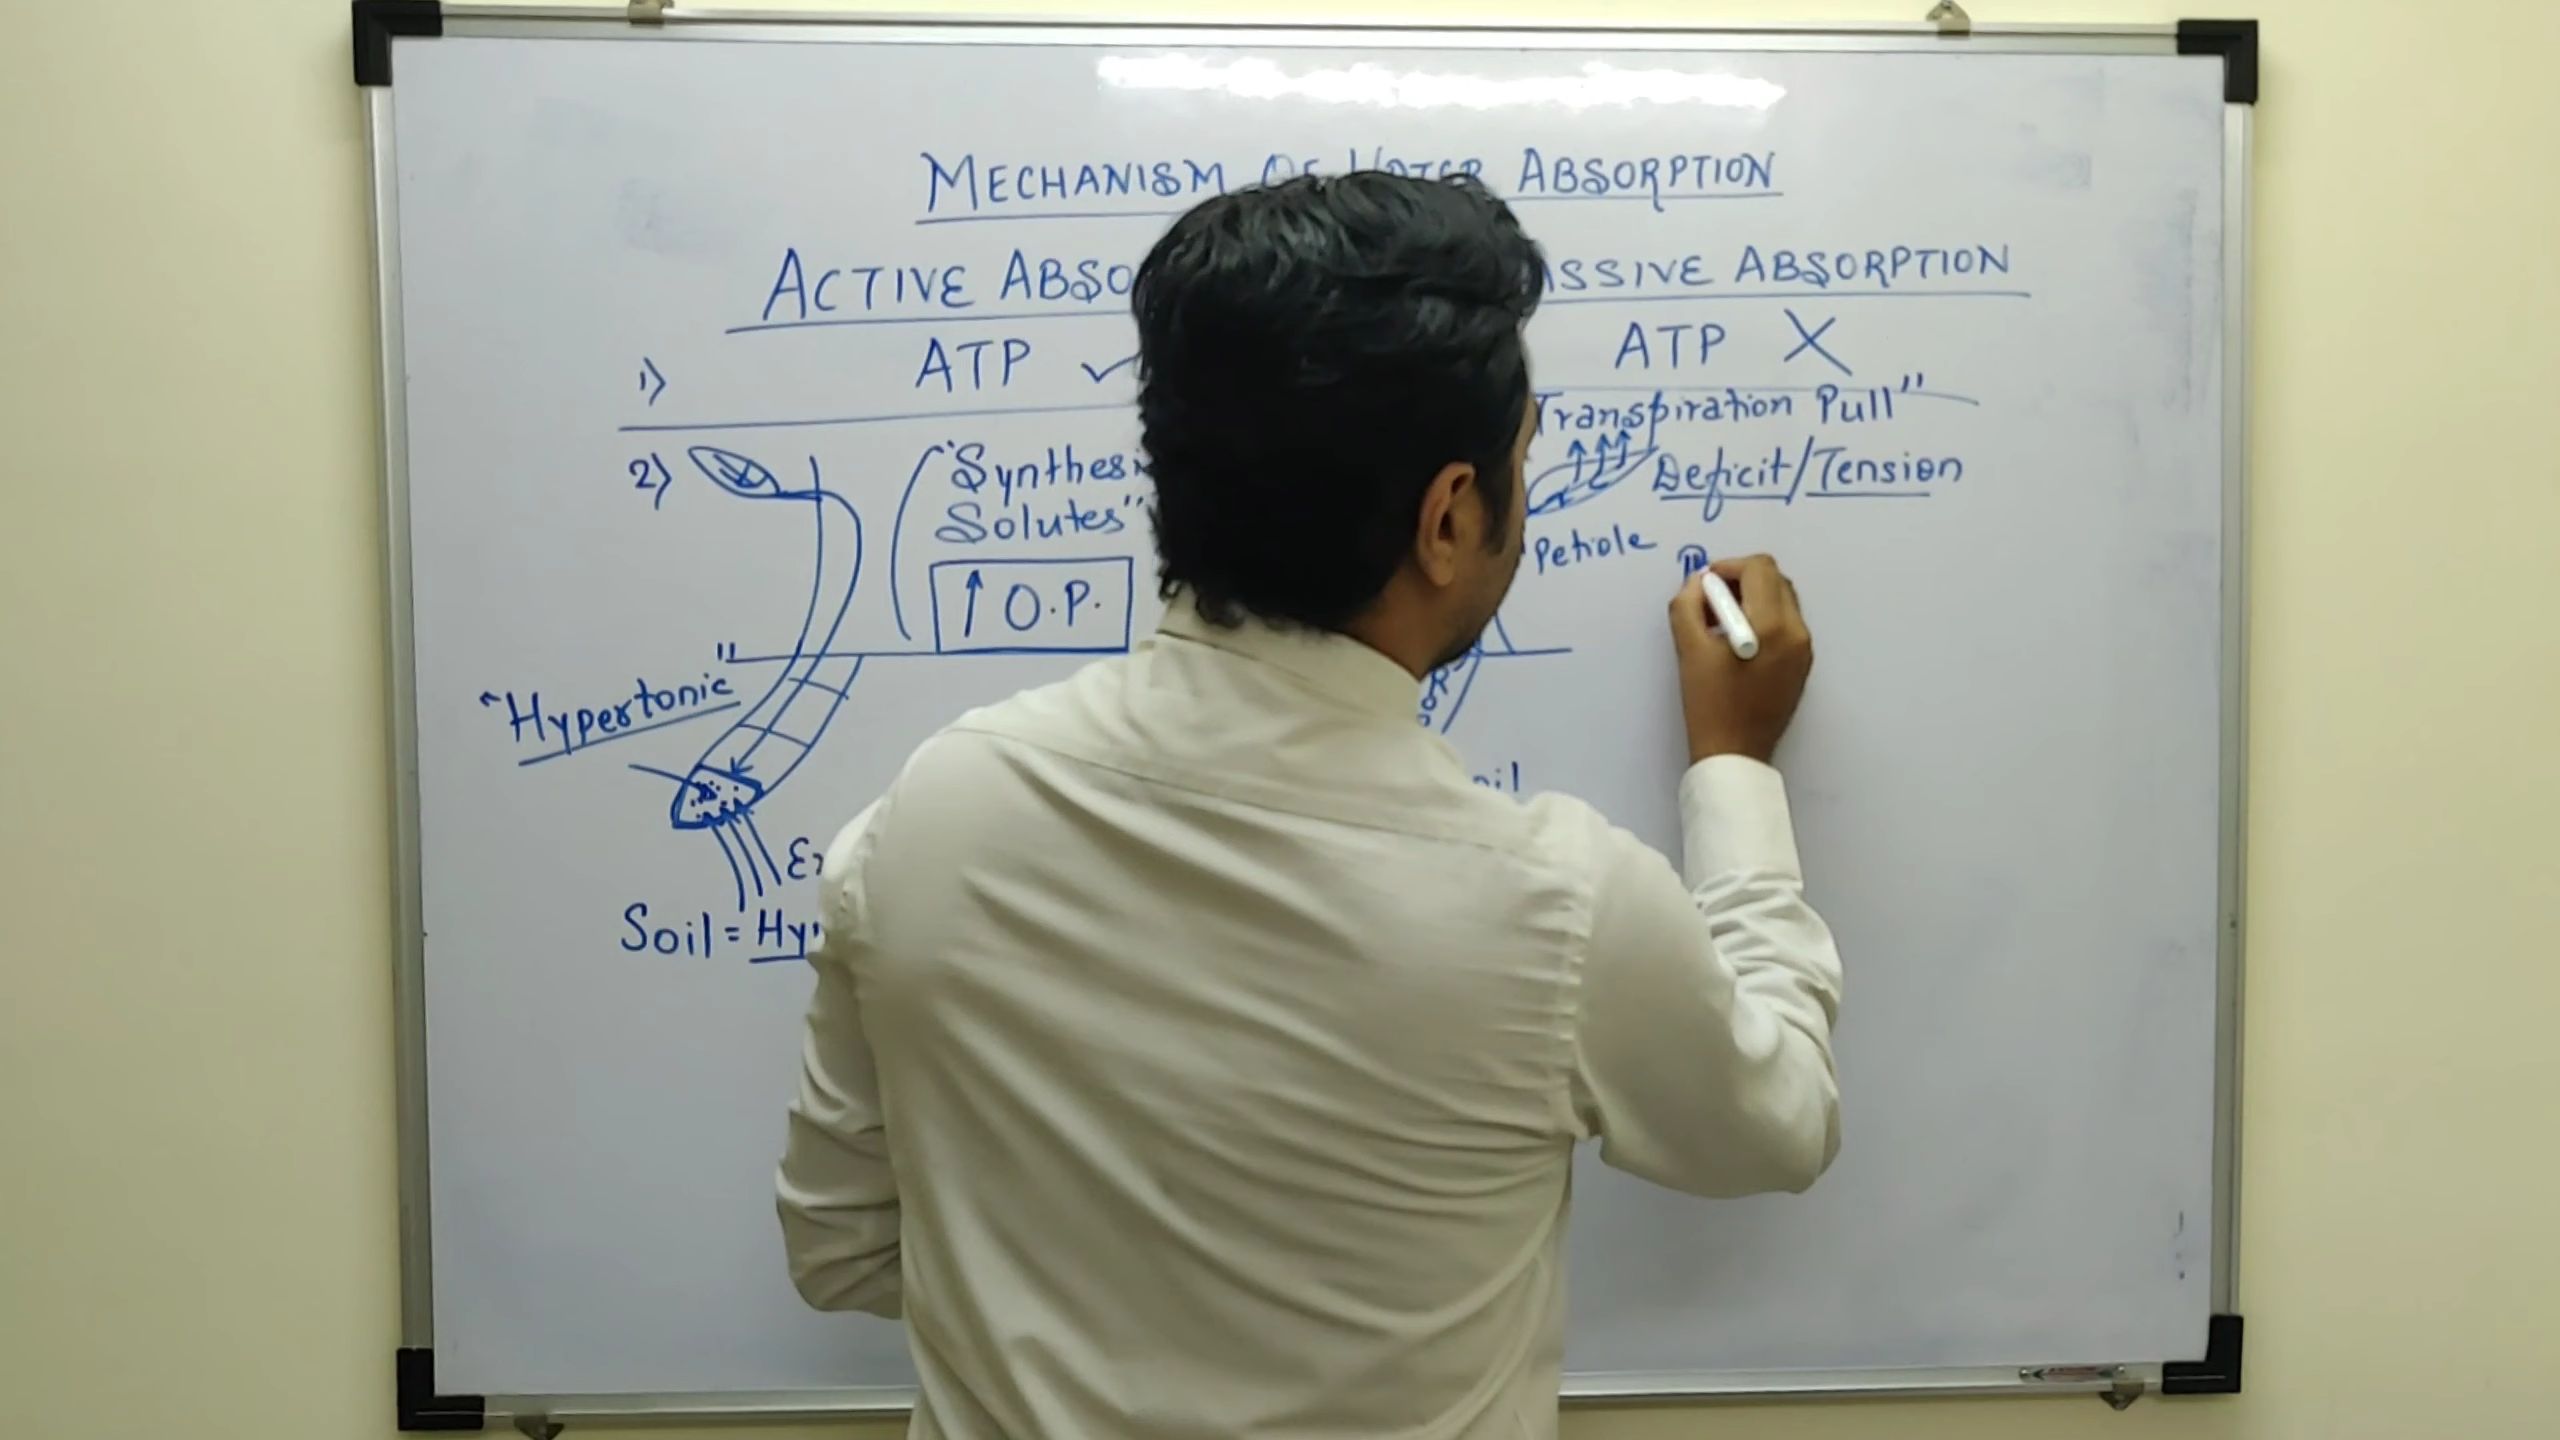 MECHANISM OF WATER ABSORPTION
ACTIVE ABSO
ASSIVE ABSORPTION
1) ATP ✓
ATP X
2) "Synthesi
Solutes"
↑ O.P.
Transpiration Pull"
Deficit/Tension
Petiole
"Hypertonic"
Soil = Hy